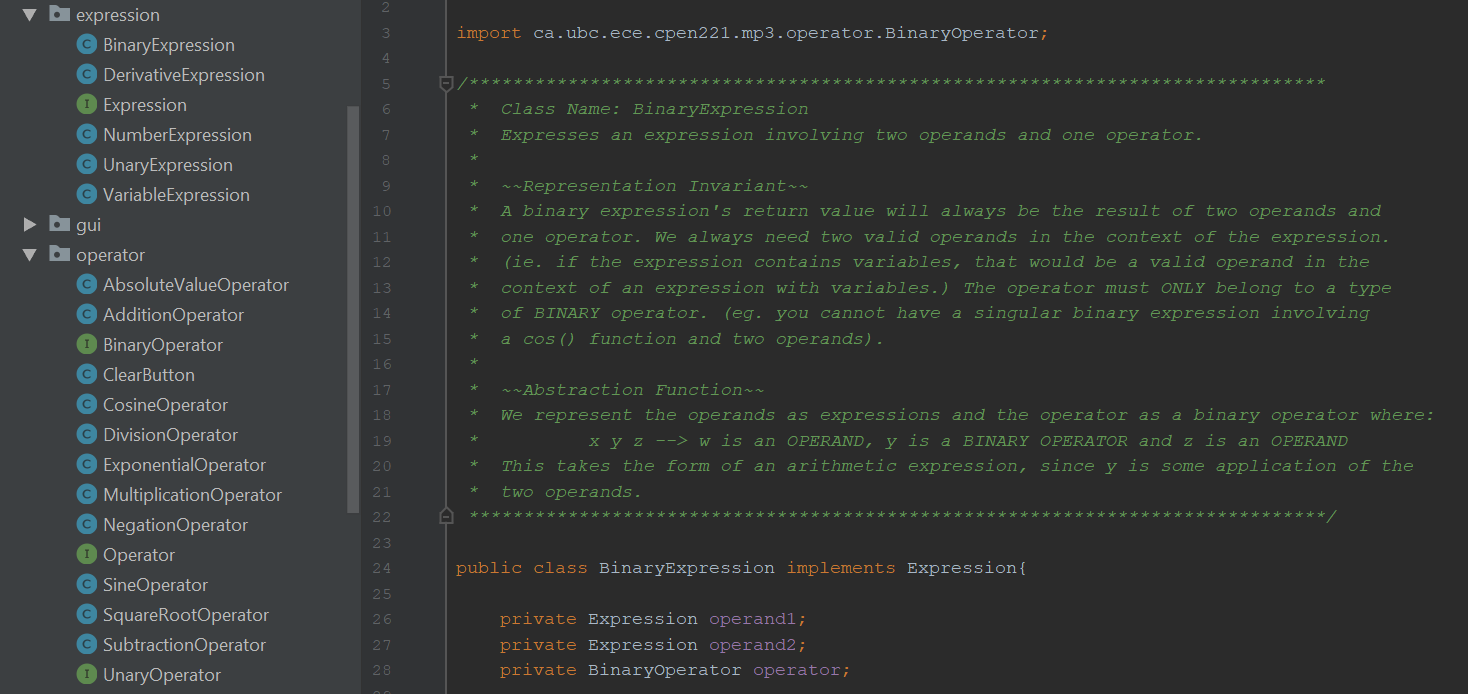 expression
BinaryExpression
DerivativeExpression
Expression
NumberExpression
UnaryExpression
VariableExpression
gui
operator
AbsoluteValueOperator
AdditionOperator
BinaryOperator
ClearButton
CosineOperator
DivisionOperator
ExponentialOperator
MultiplicationOperator
NegationOperator
Operator
SineOperator
SquareRootOperator
SubtractionOperator
UnaryOperator
2
3 import ca.ubc.ece.cpen221.mp3.operator.BinaryOperator;
4
5 /******************************************************************************
6 * Class Name: BinaryExpression
7 * Expresses an expression involving two operands and one operator.
8 *
9 * ~~Representation Invariant~~
10 * A binary expression's return value will always be the result of two operands and
11 * one operator. We always need two valid operands in the context of the expression.
12 * (ie. if the expression contains variables, that would be a valid operand in the
13 * context of an expression with variables.) The operator must ONLY belong to a type
14 * of BINARY operator. (eg. you cannot have a singular binary expression involving
15 * a cos() function and two operands).
16 *
17 * ~~Abstraction Function~~
18 * We represent the operands as expressions and the operator as a binary operator where:
19 * x y z --> w is an OPERAND, y is a BINARY OPERATOR and z is an OPERAND
20 * This takes the form of an arithmetic expression, since y is some application of the
21 * two operands.
22 ******************************************************************************/
23
24 public class BinaryExpression implements Expression{
25
26 private Expression operand1;
27 private Expression operand2;
28 private BinaryOperator operator;